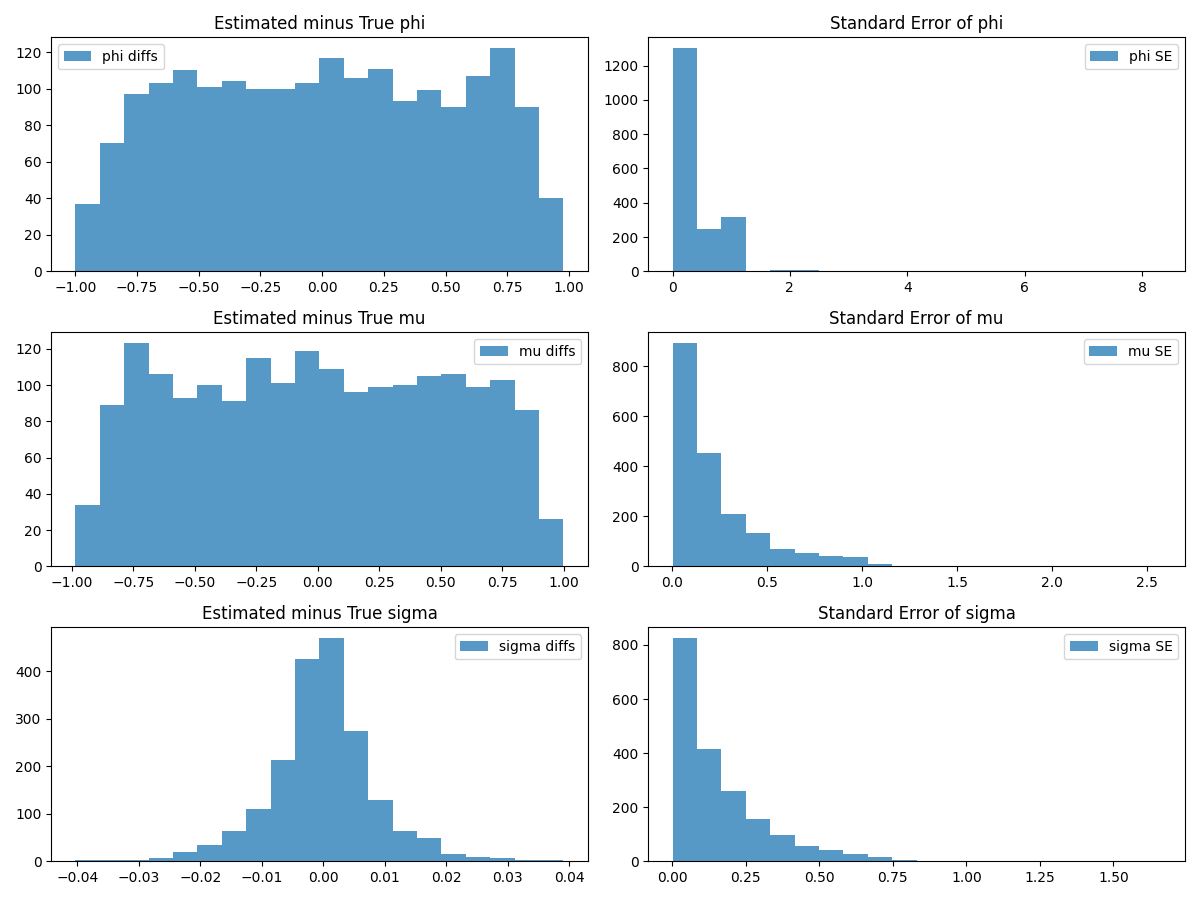 Estimated minus True phi
phi diffs
120
100
80
60
40
20
0
−1.00 −0.75 −0.50 −0.25 0.00 0.25 0.50 0.75 1.00
Standard Error of phi
phi SE
1200
1000
800
600
400
200
0
0 2 4 6 8
Estimated minus True mu
mu diffs
120
100
80
60
40
20
0
−1.00 −0.75 −0.50 −0.25 0.00 0.25 0.50 0.75 1.00
Standard Error of mu
mu SE
800
600
400
200
0
0.0 0.5 1.0 1.5 2.0 2.5
Estimated minus True sigma
sigma diffs
400
300
200
100
0
−0.04 −0.03 −0.02 −0.01 0.00 0.01 0.02 0.03 0.04
Standard Error of sigma
sigma SE
800
600
400
200
0
0.00 0.25 0.50 0.75 1.00 1.25 1.50